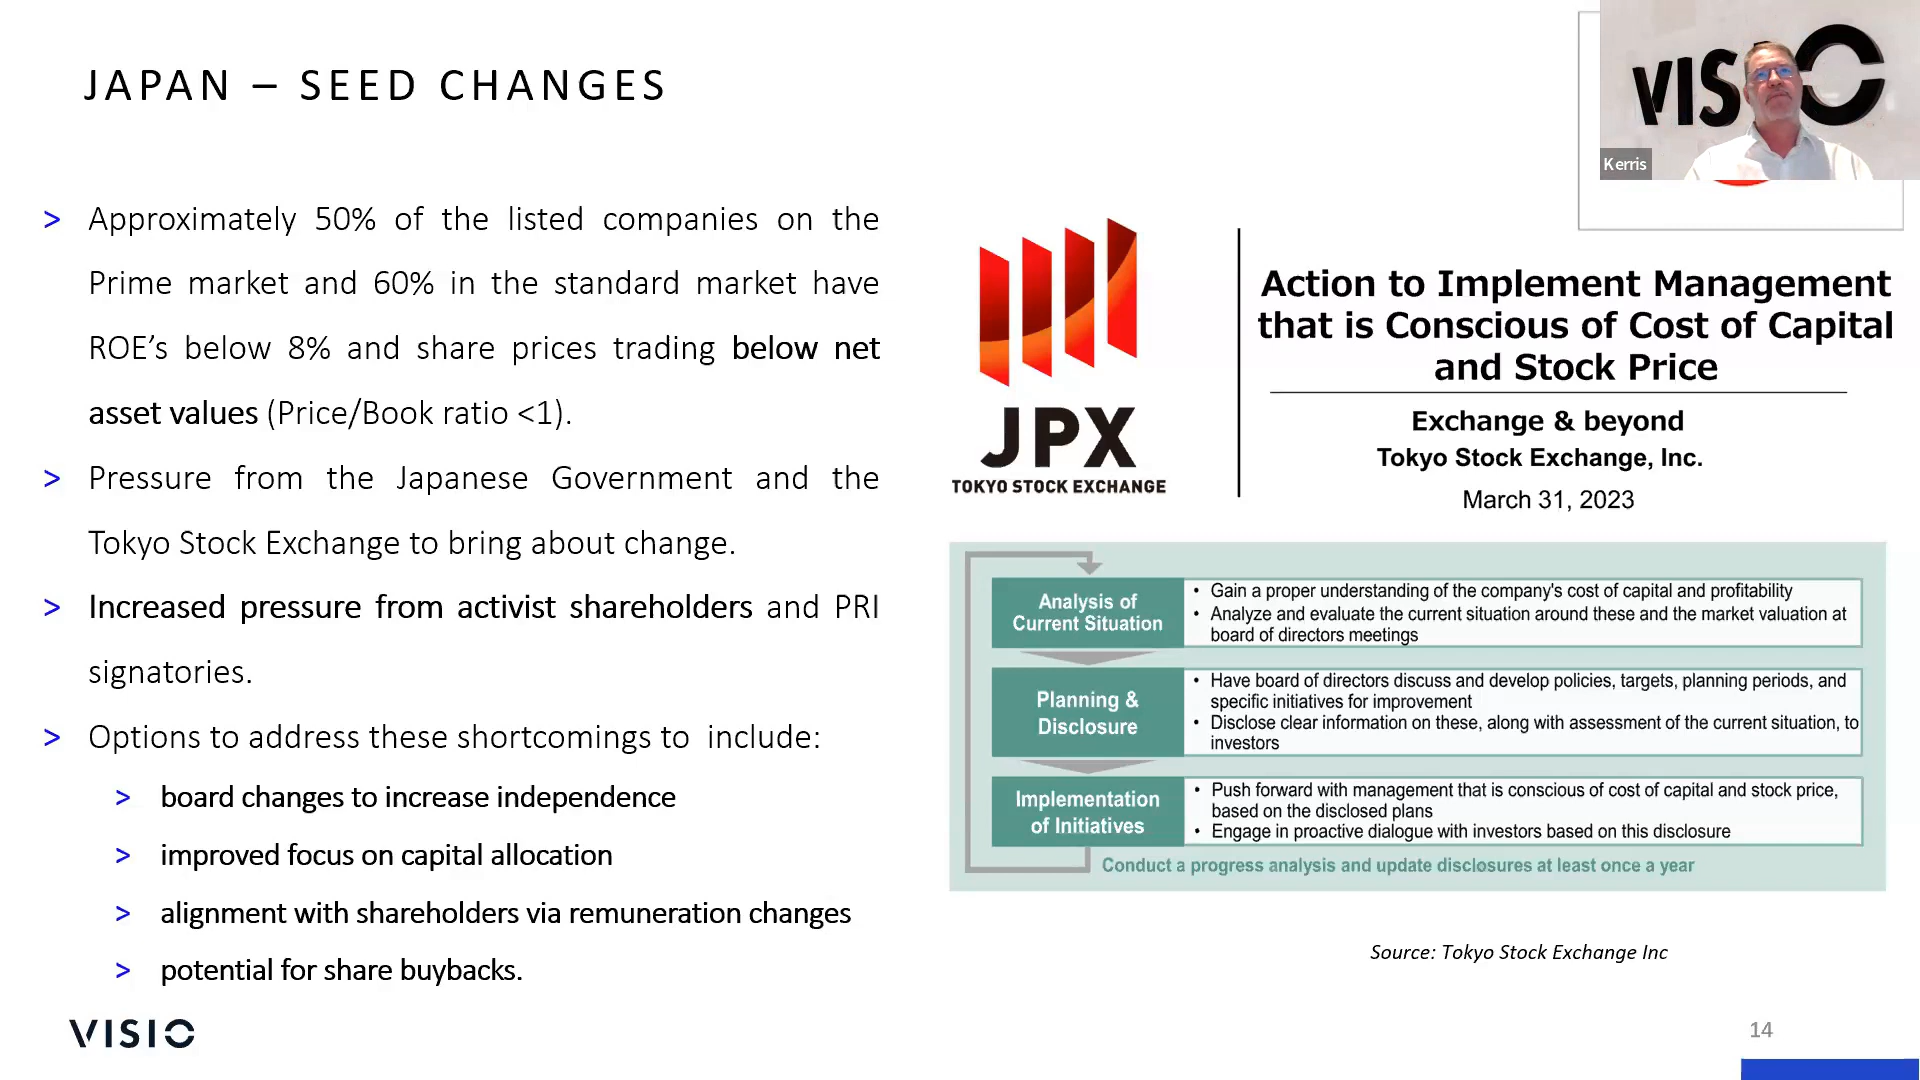 JAPAN – SEED CHANGES
> Approximately 50% of the listed companies on the
Prime market and 60% in the standard market have
ROE’s below 8% and share prices trading below net
asset values (Price/Book ratio <1).
> Pressure from the Japanese Government and the
Tokyo Stock Exchange to bring about change.
> Increased pressure from activist shareholders and PRI
signatories.
> Options to address these shortcomings to  include:
> board changes to increase independence
> improved focus on capital allocation
> alignment with shareholders via remuneration changes
> potential for share buybacks.
VISIO
VISIO
Kerris
JPX
TOKYO STOCK EXCHANGE
Action to Implement Management
that is Conscious of Cost of Capital
and Stock Price
Exchange & beyond
Tokyo Stock Exchange, Inc.
March 31, 2023
Analysis of
Current Situation
• Gain a proper understanding of the company's cost of capital and profitability
• Analyze and evaluate the current situation around these and the market valuation at
board of directors meetings
Planning &
Disclosure
• Have board of directors discuss and develop policies, targets, planning periods, and
specific initiatives for improvement
• Disclose clear information on these, along with assessment of the current situation, to
investors
Implementation
of Initiatives
• Push forward with management that is conscious of cost of capital and stock price,
based on the disclosed plans
• Engage in proactive dialogue with investors based on this disclosure
Conduct a progress analysis and update disclosures at least once a year
Source: Tokyo Stock Exchange Inc
14